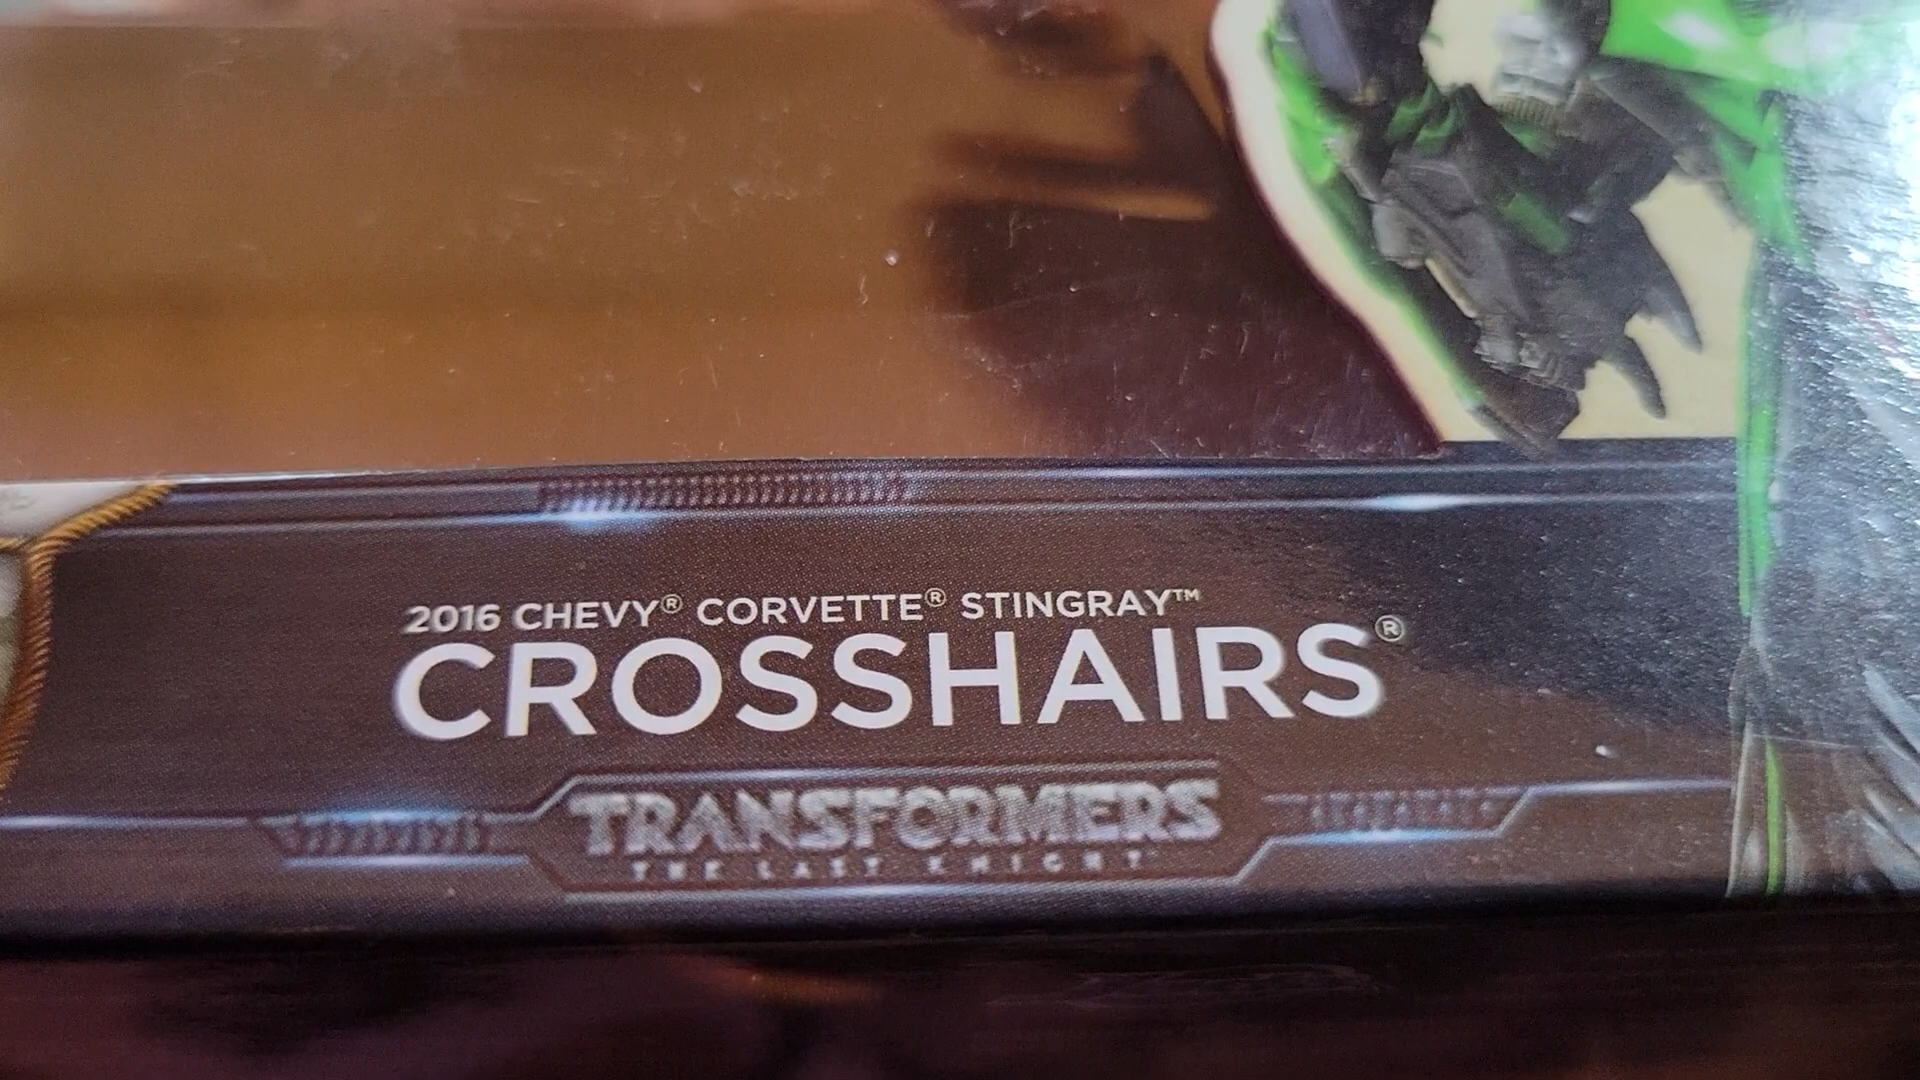 2016 CHEVY® CORVETTE® STINGRAY™
CROSSHAIRS®
TRANSFORMERS
THE LAST KNIGHT